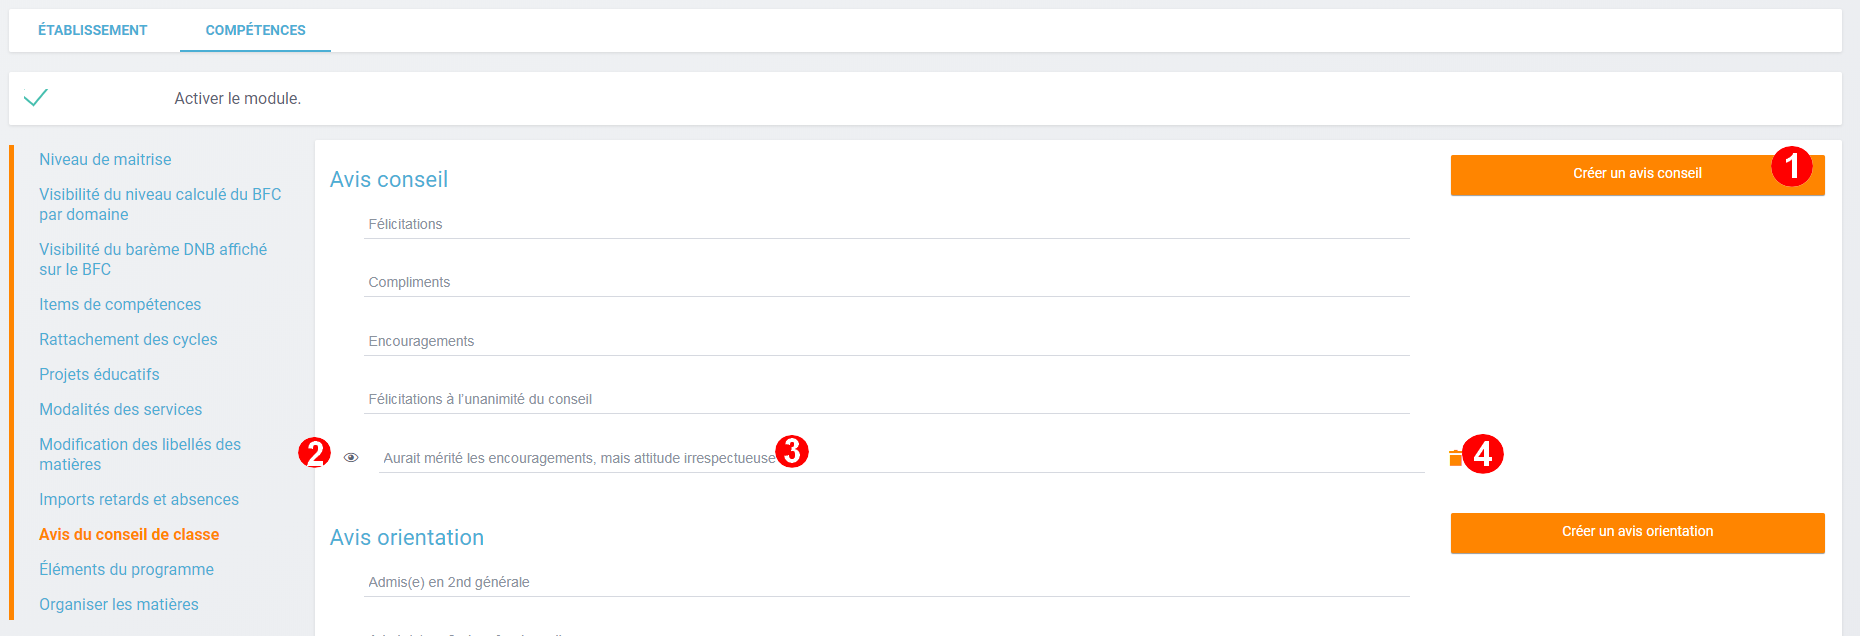 ÉTABLISSEMENT
COMPÉTENCES
Activer le module.
Niveau de maitrise
Visibilité du niveau calculé du BFC
par domaine
Visibilité du barème DNB affiché
sur le BFC
Items de compétences
Rattachement des cycles
Projets éducatifs
Modalités des services
Modification des libellés des
matières
Imports retards et absences
Avis du conseil de classe
Éléments du programme
Organiser les matières
Avis conseil
Créer un avis conseil
1
Félicitations
Compliments
Encouragements
Félicitations à l'unanimité du conseil
2
Aurait mérité les encouragements, mais attitude irrespectueuse
3
4
Avis orientation
Créer un avis orientation
Admis(e) en 2nd générale